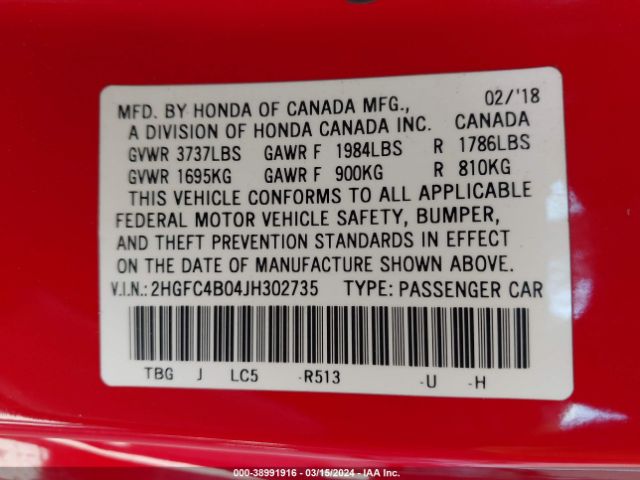 MFD. BY HONDA OF CANADA MFG., 02/'18
A DIVISION OF HONDA CANADA INC. CANADA
GVWR 3737LBS GAWR F 1984LBS R 1786LBS
GVWR 1695KG GAWR F 900KG R 810KG
THIS VEHICLE CONFORMS TO ALL APPLICABLE
FEDERAL MOTOR VEHICLE SAFETY, BUMPER,
AND THEFT PREVENTION STANDARDS IN EFFECT
ON THE DATE OF MANUFACTURE SHOWN ABOVE.
V.I.N.: 2HGFC4B04JH302735 TYPE: PASSENGER CAR
TBG J LC5 -R513 -U -H
000-38991916 - 03/15/2024 - IAA Inc.